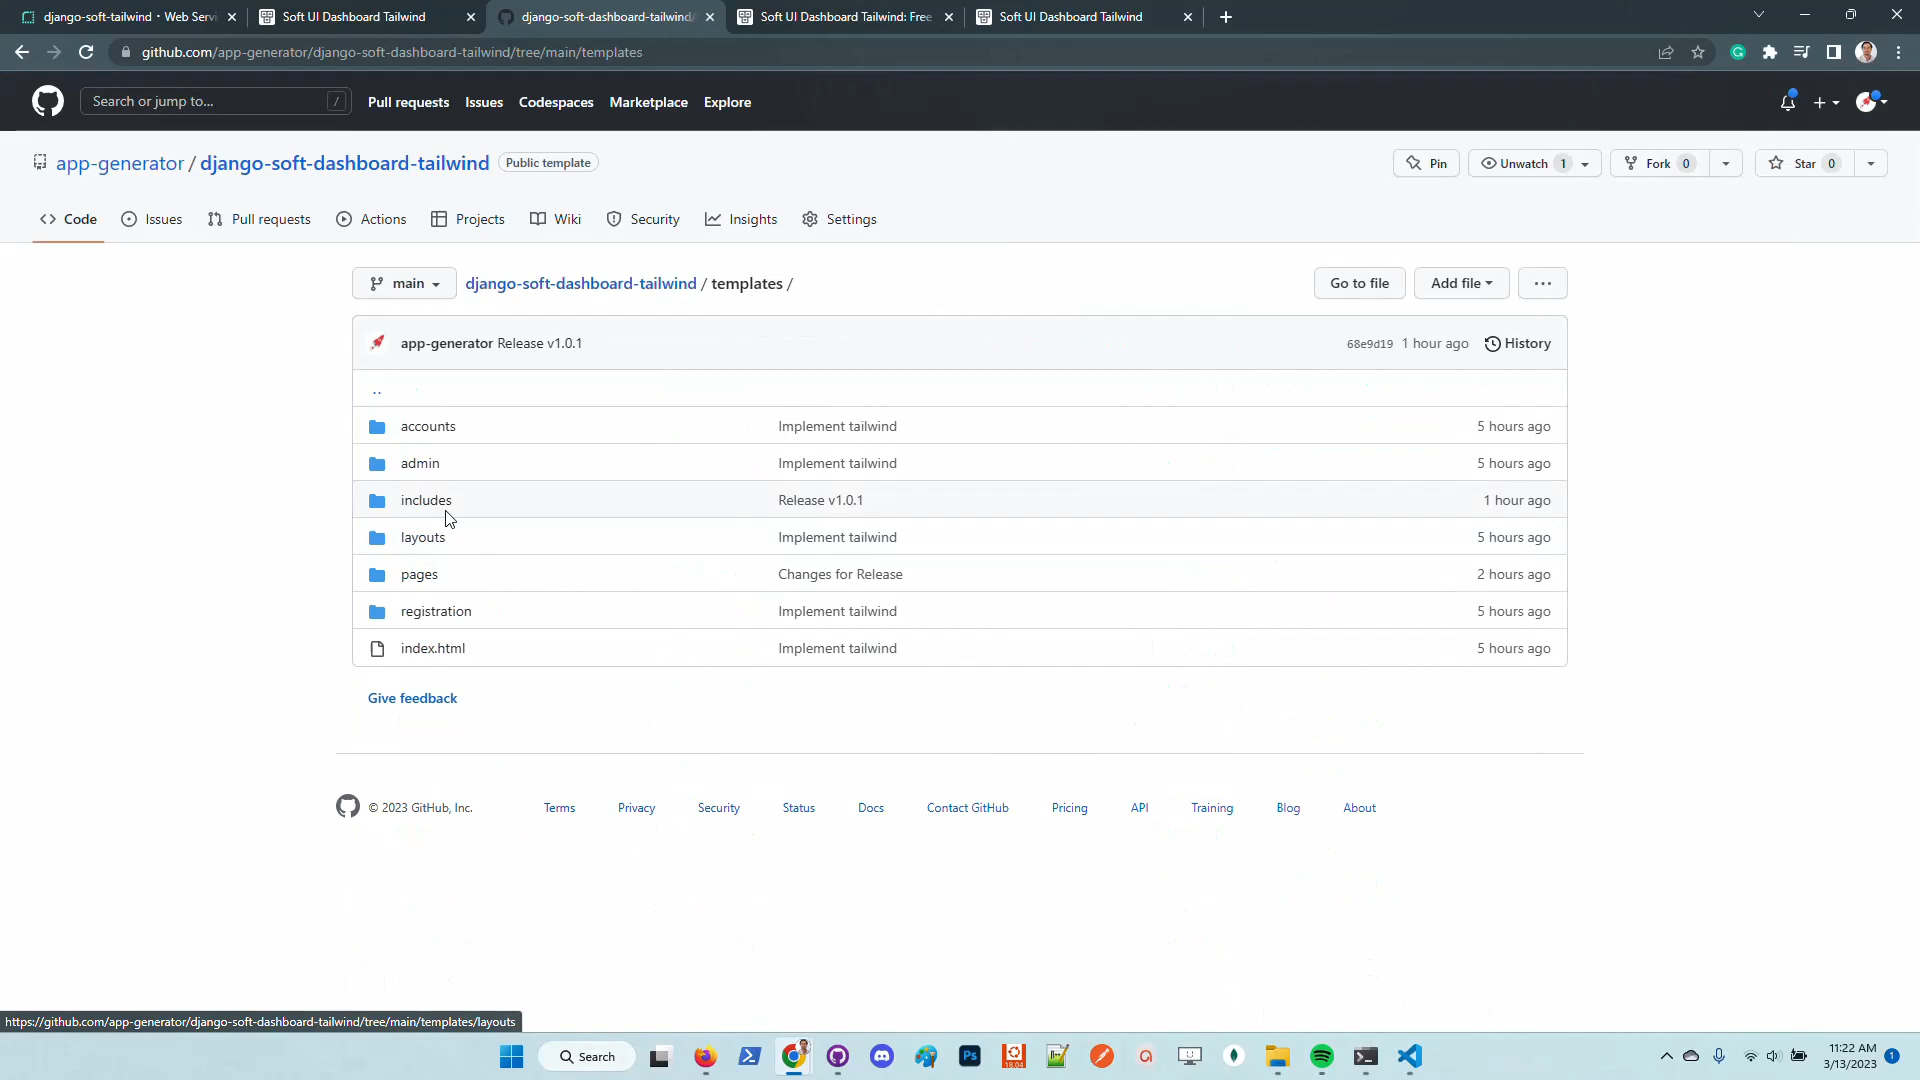 django-soft-tailwind · Web Servi
Soft UI Dashboard Tailwind
django-soft-dashboard-tailwind/
Soft UI Dashboard Tailwind: Free
Soft UI Dashboard Tailwind
github.com/app-generator/django-soft-dashboard-tailwind/tree/main/templates
Search or jump to... /
Pull requests Issues Codespaces Marketplace Explore
app-generator / django-soft-dashboard-tailwind Public template
Pin Unwatch 1 Fork 0 Star 0
Code Issues Pull requests Actions Projects Wiki Security Insights Settings
main django-soft-dashboard-tailwind / templates / Go to file Add file ...
app-generator Release v1.0.1 68e9d19 1 hour ago History
..
accounts Implement tailwind 5 hours ago
admin Implement tailwind 5 hours ago
includes Release v1.0.1 1 hour ago
layouts Implement tailwind 5 hours ago
pages Changes for Release 2 hours ago
registration Implement tailwind 5 hours ago
index.html Implement tailwind 5 hours ago
Give feedback
© 2023 GitHub, Inc. Terms Privacy Security Status Docs Contact GitHub Pricing API Training Blog About
https://github.com/app-generator/django-soft-dashboard-tailwind/tree/main/templates/layouts
Search
Ps
18.04
11:22 AM
3/13/2023
1